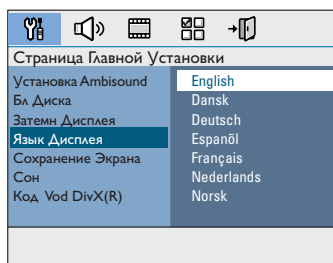 Страница Главной Установки
Установка Ambisound
Бл Диска
Затемн Дисплея
Язык Дисплея
Сохранение Экрана
Сон
Код Vod DivX(R)
English
Dansk
Deutsch
Espanõl
Français
Nederlands
Norsk